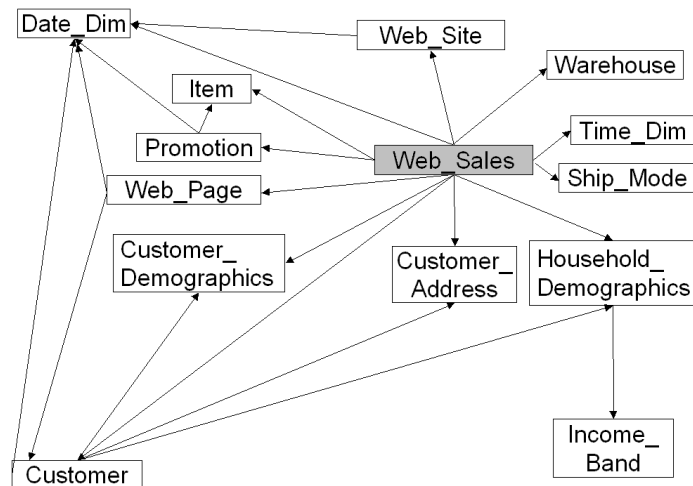 Date_Dim
Web_Site
Warehouse
Item
Time_Dim
Promotion
Web_Sales
Ship_Mode
Web_Page
Customer_
Demographics
Customer_
Address
Household_
Demographics
Income_
Band
Customer